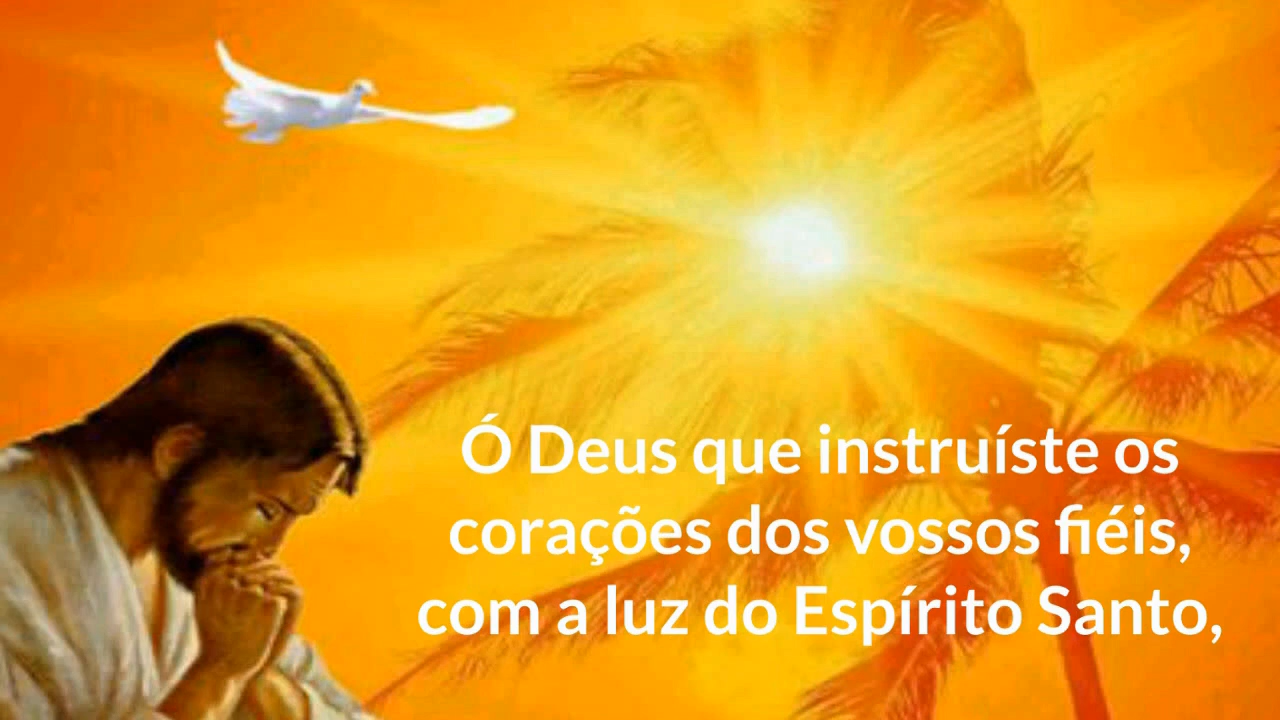 Ó Deus que instruíste os
corações dos vossos fiéis,
com a luz do Espírito Santo,